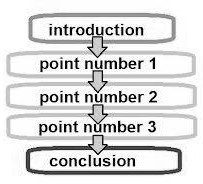 introduction
point number 1
point number 2
point number 3
conclusion